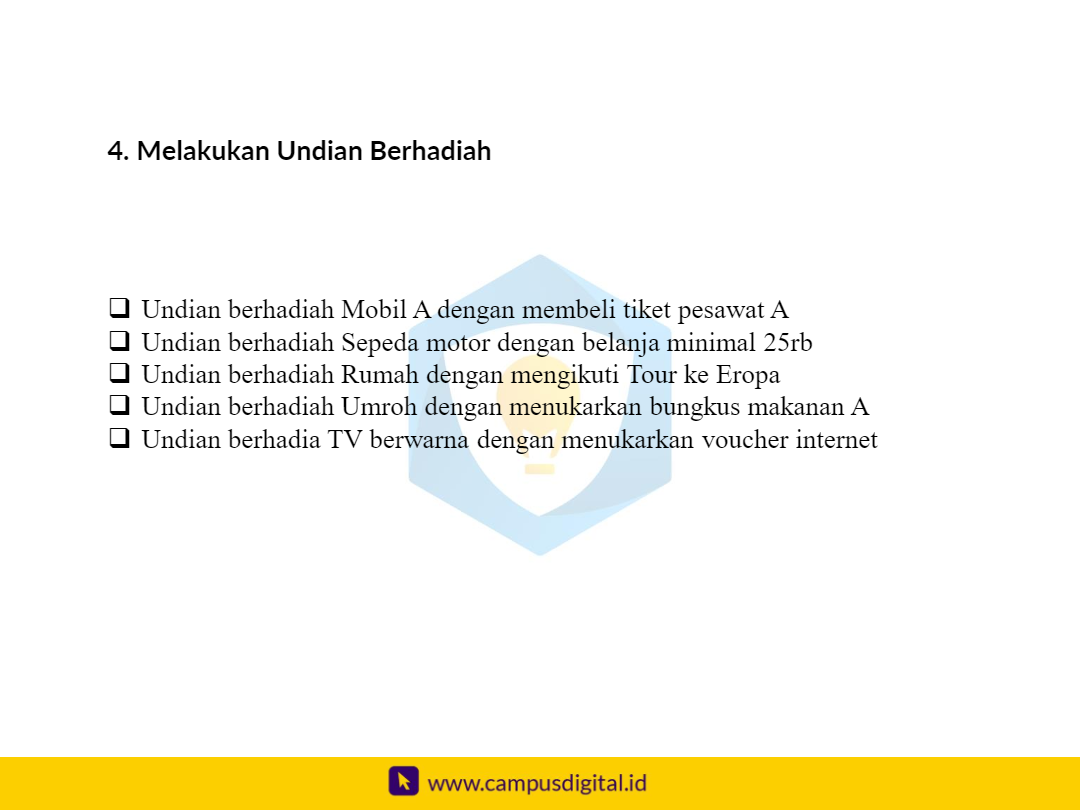 4. Melakukan Undian Berhadiah
❑ Undian berhadiah Mobil A dengan membeli tiket pesawat A
❑ Undian berhadiah Sepeda motor dengan belanja minimal 25rb
❑ Undian berhadiah Rumah dengan mengikuti Tour ke Eropa
❑ Undian berhadiah Umroh dengan menukarkan bungkus makanan A
❑ Undian berhadia TV berwarna dengan menukarkan voucher internet
www.campusdigital.id